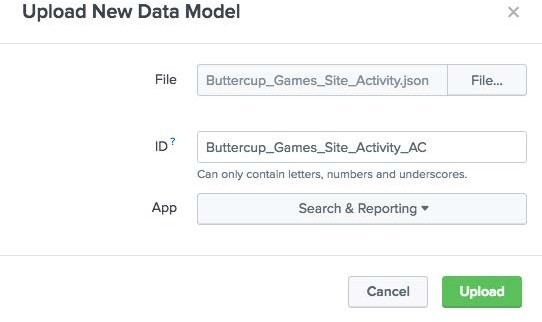 Upload New Data Model
×
File Buttercup_Games_Site_Activity.json File...
ID ? Buttercup_Games_Site_Activity_AC
Can only contain letters, numbers and underscores.
App Search & Reporting ▾
Cancel Upload